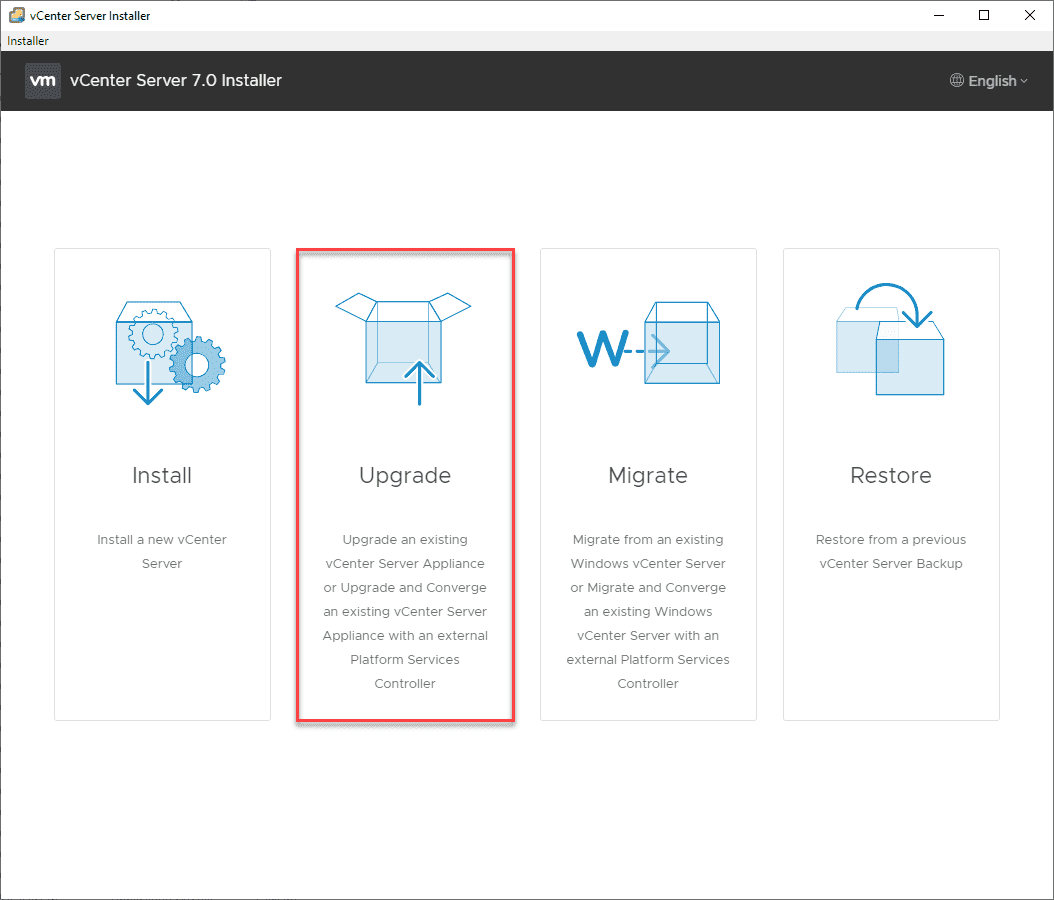 vCenter Server Installer
Installer
vm vCenter Server 7.0 Installer
English
Install
Install a new vCenter
Server
Upgrade
Upgrade an existing
vCenter Server Appliance
or Upgrade and Converge
an existing vCenter Server
Appliance with an external
Platform Services
Controller
W
Migrate
Migrate from an existing
Windows vCenter Server
or Migrate and Converge
an existing Windows
vCenter Server with an
external Platform Services
Controller
Restore
Restore from a previous
vCenter Server Backup